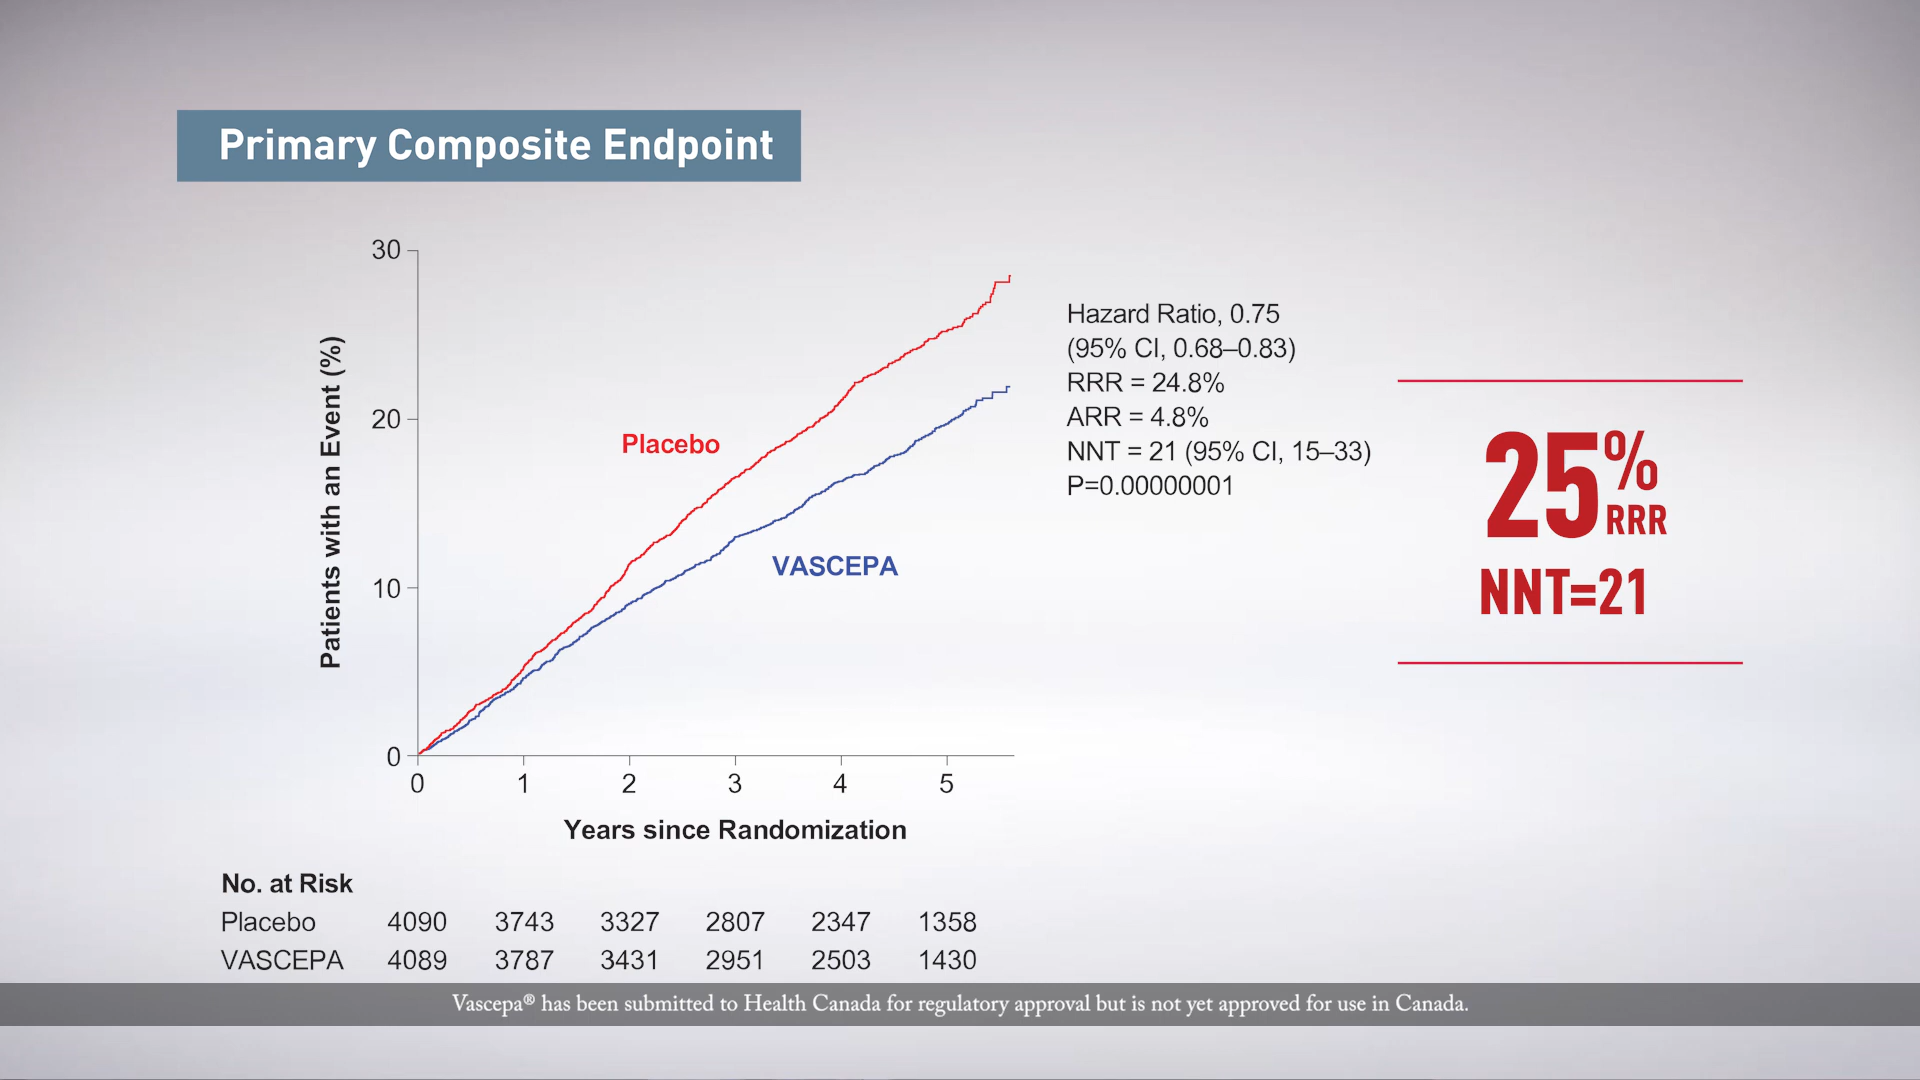 Primary Composite Endpoint
30
20
10
0
Patients with an Event (%)
Placebo
VASCEPA
0 1 2 3 4 5
Years since Randomization
Hazard Ratio, 0.75
(95% CI, 0.68–0.83)
RRR = 24.8%
ARR = 4.8%
NNT = 21 (95% CI, 15–33)
P=0.00000001
25%
RRR
NNT=21
No. at Risk
Placebo 4090 3743 3327 2807 2347 1358
VASCEPA 4089 3787 3431 2951 2503 1430
Vascepa® has been submitted to Health Canada for regulatory approval but is not yet approved for use in Canada.